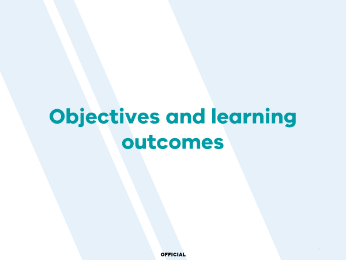 Objectives and learning
outcomes
OFFICIAL